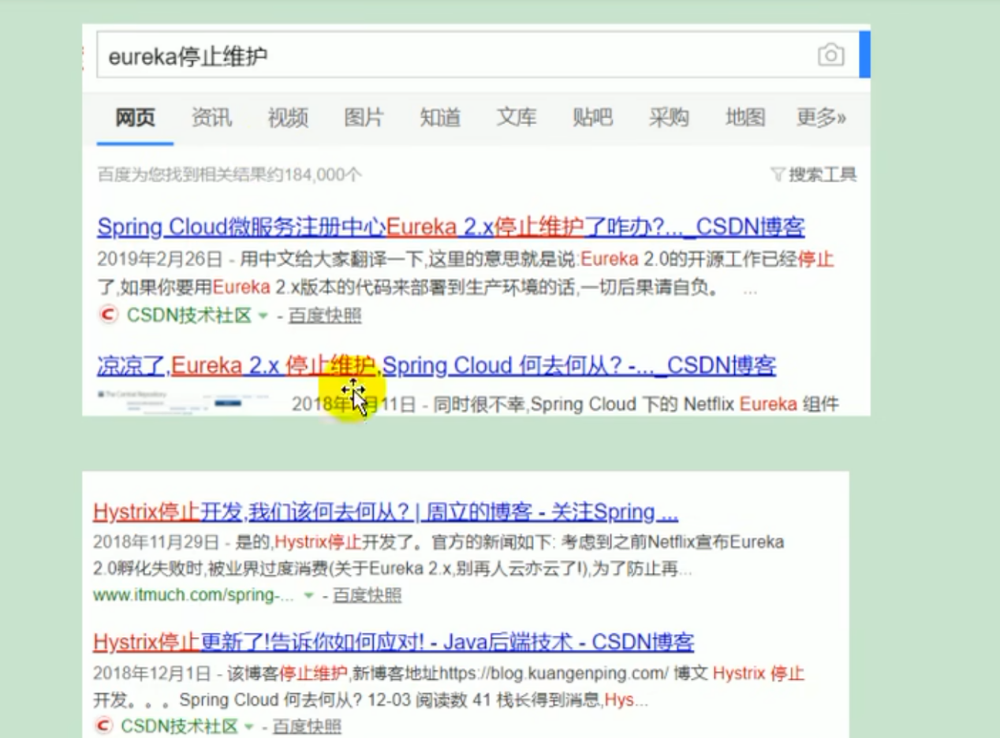 eureka停止维护
网页 资讯 视频 图片 知道 文库 贴吧 采购 地图 更多»
百度为您找到相关结果约184,000个 搜索工具
Spring Cloud微服务注册中心Eureka 2.x停止维护了咋办?..._CSDN博客
2019年2月26日 - 用中文给大家翻译一下,这里的意思就是说:Eureka 2.0的开源工作已经停止
了,如果你要用Eureka 2.x版本的代码来部署到生产环境的话,一切后果请自负。 ...
CSDN技术社区 - 百度快照
凉凉了,Eureka 2.x 停止维护,Spring Cloud 何去何从? -..._CSDN博客
The Central Repository
2018年 月11日 - 同时很不幸,Spring Cloud 下的 Netflix Eureka 组件
Hystrix停止开发,我们该何去何从? | 周立的博客 - 关注Spring ...
2018年11月29日 - 是的,Hystrix停止开发了。官方的新闻如下: 考虑到之前Netflix宣布Eureka
2.0孵化失败时,被业界过度消费(关于Eureka 2.x,别再人云亦云了!),为了防止再...
www.itmuch.com/spring-... - 百度快照
Hystrix停止更新了!告诉你如何应对! - Java后端技术 - CSDN博客
2018年12月1日 - 该博客停止维护,新博客地址https://blog.kuangenping.com/ 博文 Hystrix 停止
开发。。。Spring Cloud 何去何从? 12-03 阅读数 41 栈长得到消息,Hys...
CSDN技术社区 - 百度快照